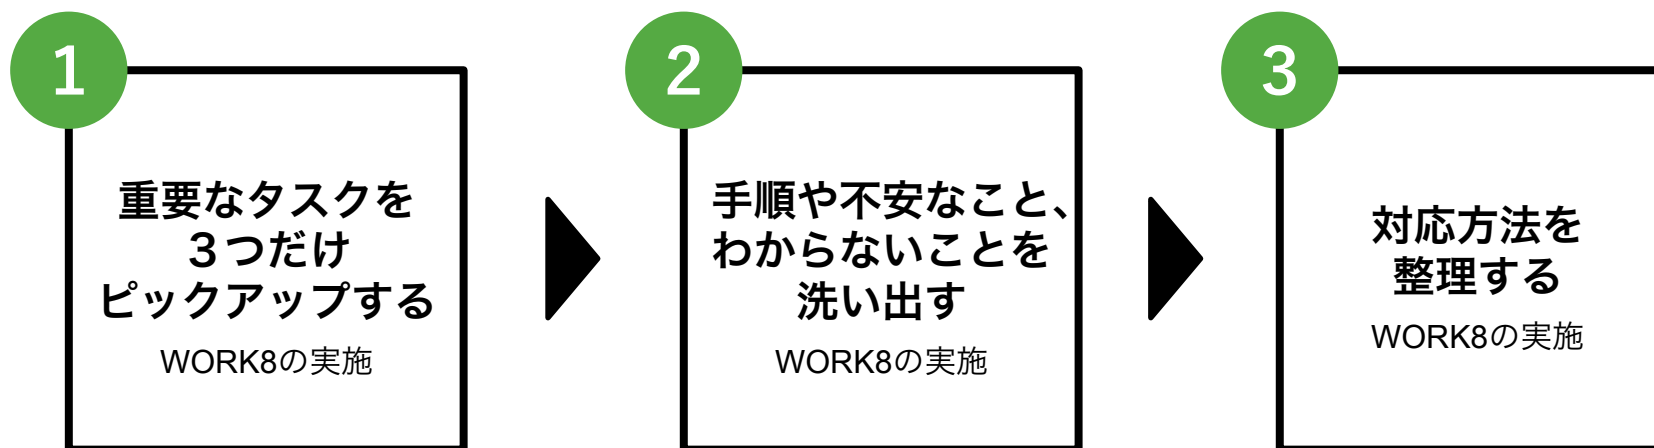 1
重要なタスクを
３つだけ
ピックアップする
WORK8の実施
2
手順や不安なこと、
わからないことを
洗い出す
WORK8の実施
3
対応方法を
整理する
WORK8の実施